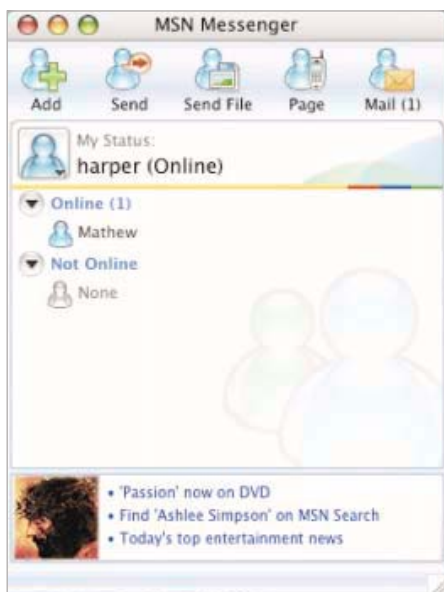 MSN Messenger
Add Send Send File Page Mail (1)
My Status:
harper (Online)
Online (1)
Mathew
Not Online
None
• 'Passion' now on DVD
• Find 'Ashlee Simpson' on MSN Search
• Today's top entertainment news